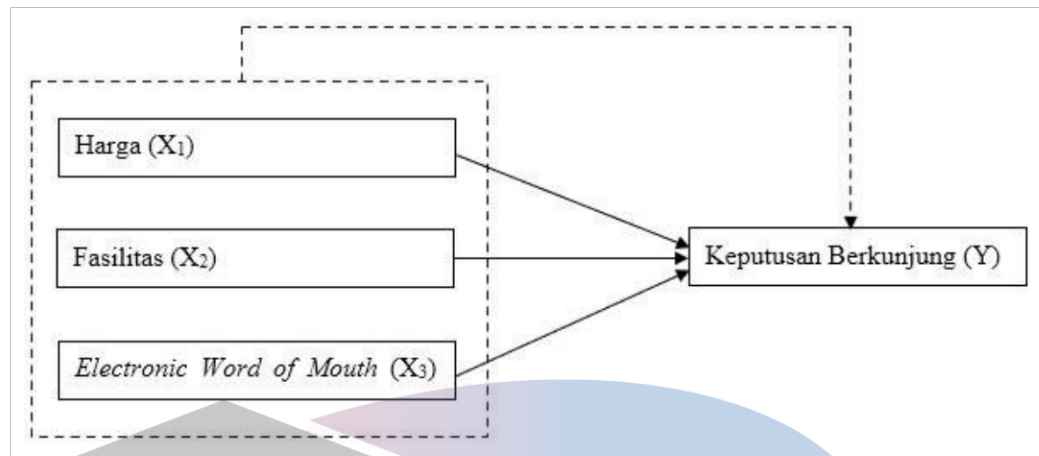 Harga (X1)
Fasilitas (X2)
Keputusan Berkunjung (Y)
Electronic Word of Mouth (X3)